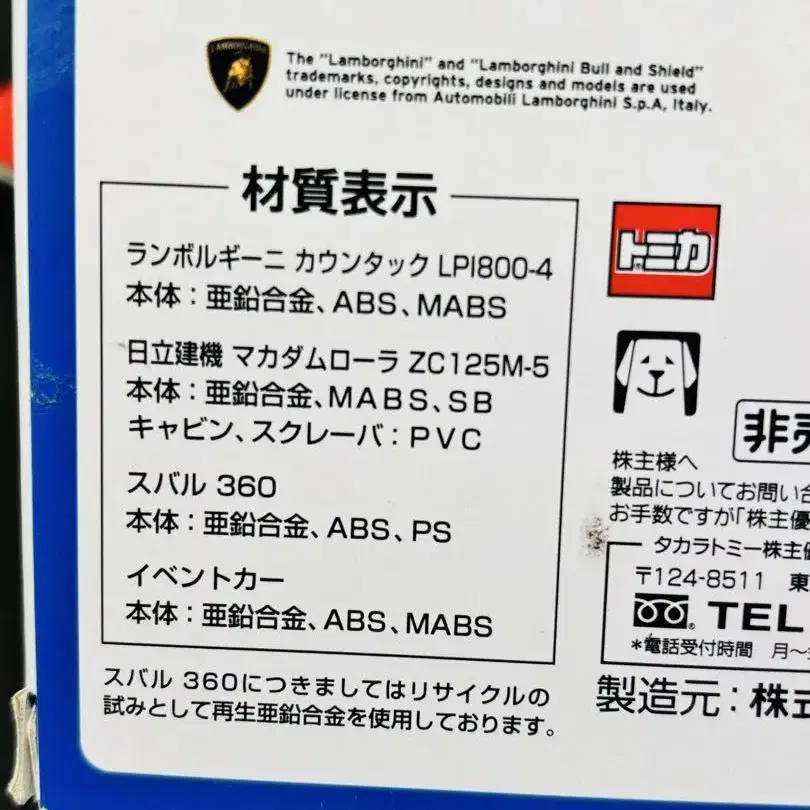 LAMBORGHINI
The "Lamborghini" and "Lamborghini Bull and Shield"
trademarks, copyrights, designs and models are used
under license from Automobili Lamborghini S.p.A, Italy.
材質表示
ランボルギーニ カウンタック LPI800-4
本体：亜鉛合金、ABS、MABS
日立建機 マカダムローラ ZC125M-5
本体：亜鉛合金、MABS、SB
キャビン、スクレーパ：PVC
スバル 360
本体：亜鉛合金、ABS、PS
イベントカー
本体：亜鉛合金、ABS、MABS
スバル 360につきましてはリサイクルの
試みとして再生亜鉛合金を使用しております。
トミカ
非売
株主様へ
製品についてお問い合
お手数ですが「株主優
タカラトミー株主優
〒124-8511 東
TEL
*電話受付時間 月～
製造元：株式